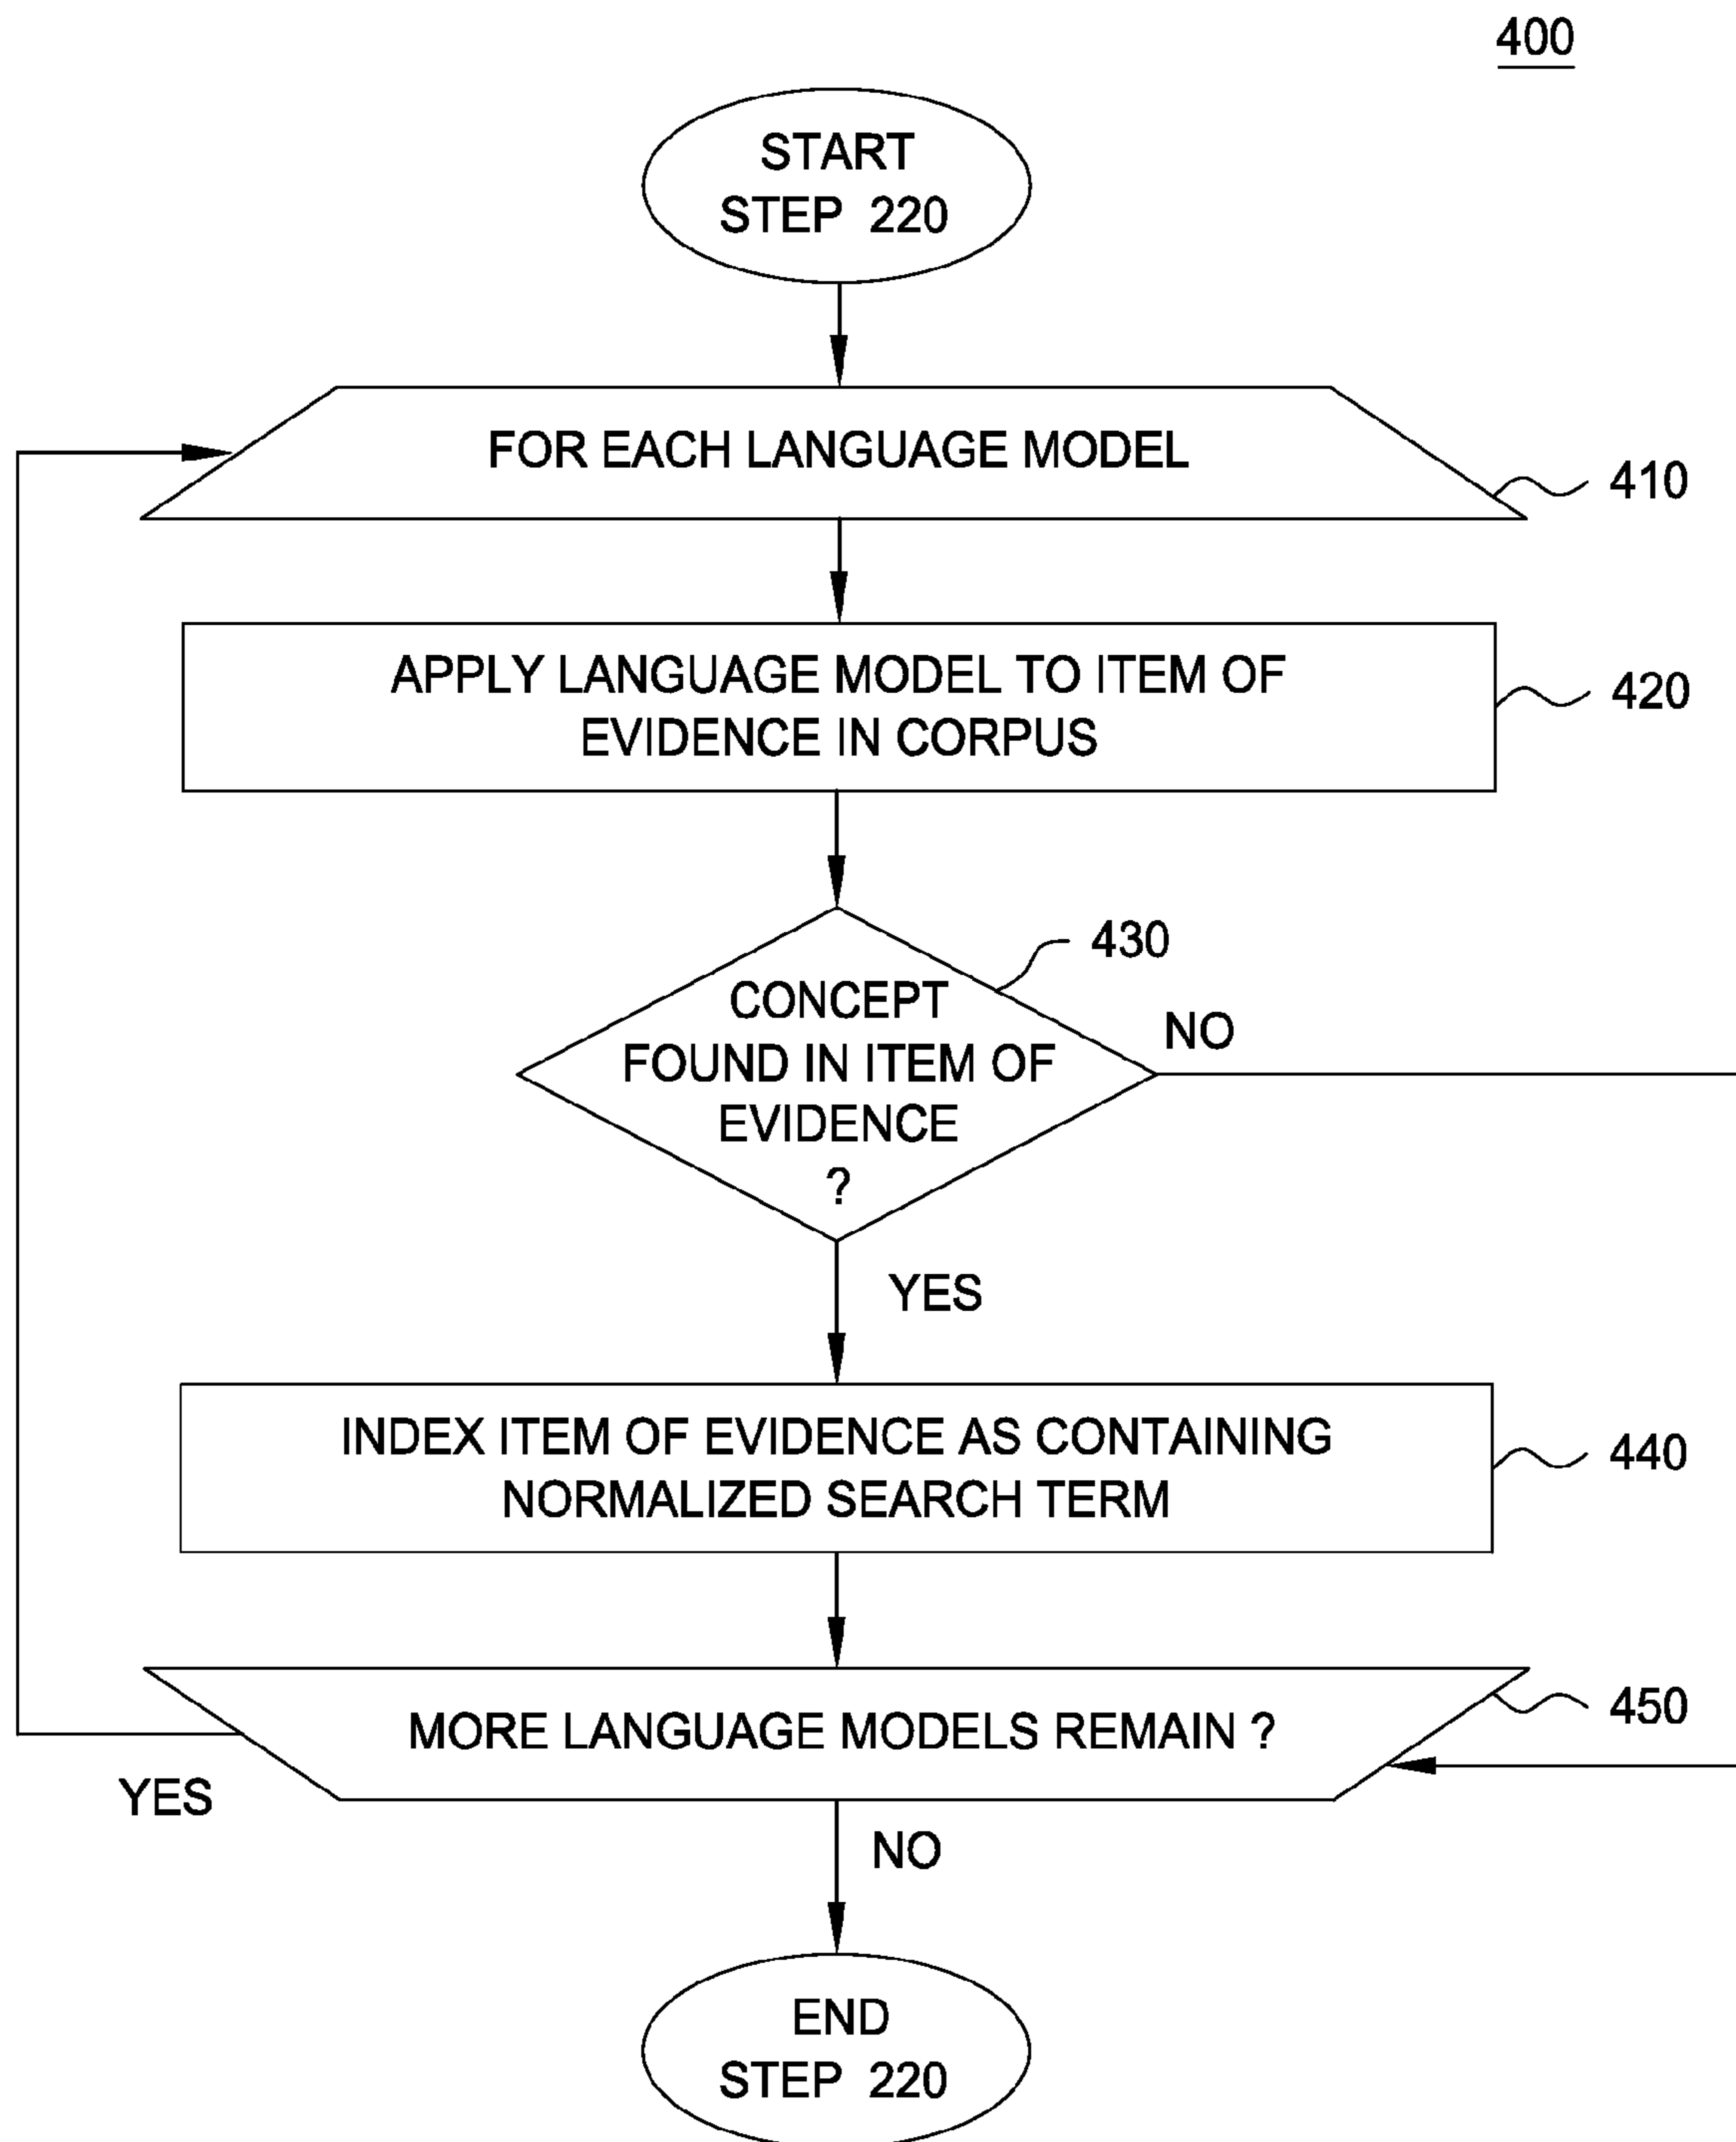 400
START
STEP 220
FOR EACH LANGUAGE MODEL
410
APPLY LANGUAGE MODEL TO ITEM OF
EVIDENCE IN CORPUS
420
430
CONCEPT
FOUND IN ITEM OF
EVIDENCE
?
NO
YES
INDEX ITEM OF EVIDENCE AS CONTAINING
NORMALIZED SEARCH TERM
440
MORE LANGUAGE MODELS REMAIN ?
450
YES
NO
END
STEP 220